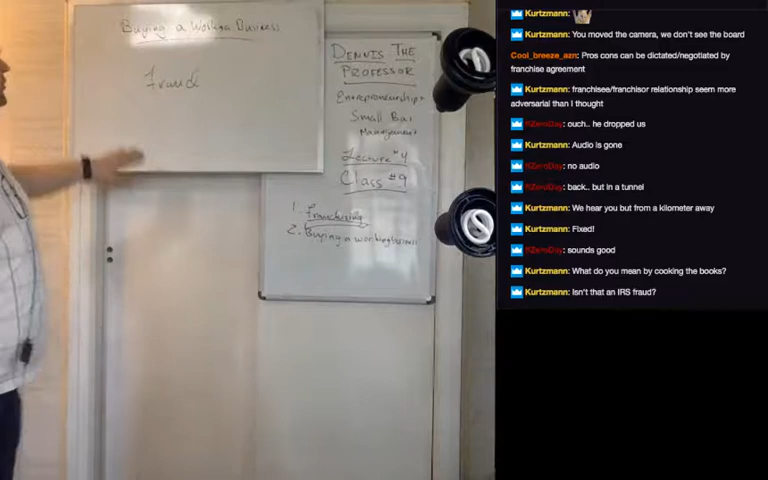 Buying a Working Business
Fraud
DENNIS THE
PROFESSOR
Entrepreneurship +
Small Bus
Management
Lecture #4
Class #9
1. Franchising
2. Buying a working business
Kurtzmann:
Kurtzmann: You moved the camera, we don't see the board
Cool_breeze_azn: Pros cons can be dictated/negotiated by
franchise agreement
Kurtzmann: franchisee/franchisor relationship seem more
adversarial than I thought
ouch.. he dropped us
Kurtzmann: Audio is gone
no audio
back.. but in a tunnel
Kurtzmann: We hear you but from a kilometer away
Kurtzmann: Fixed!
sounds good
Kurtzmann: What do you mean by cooking the books?
Kurtzmann: Isn't that an IRS fraud?